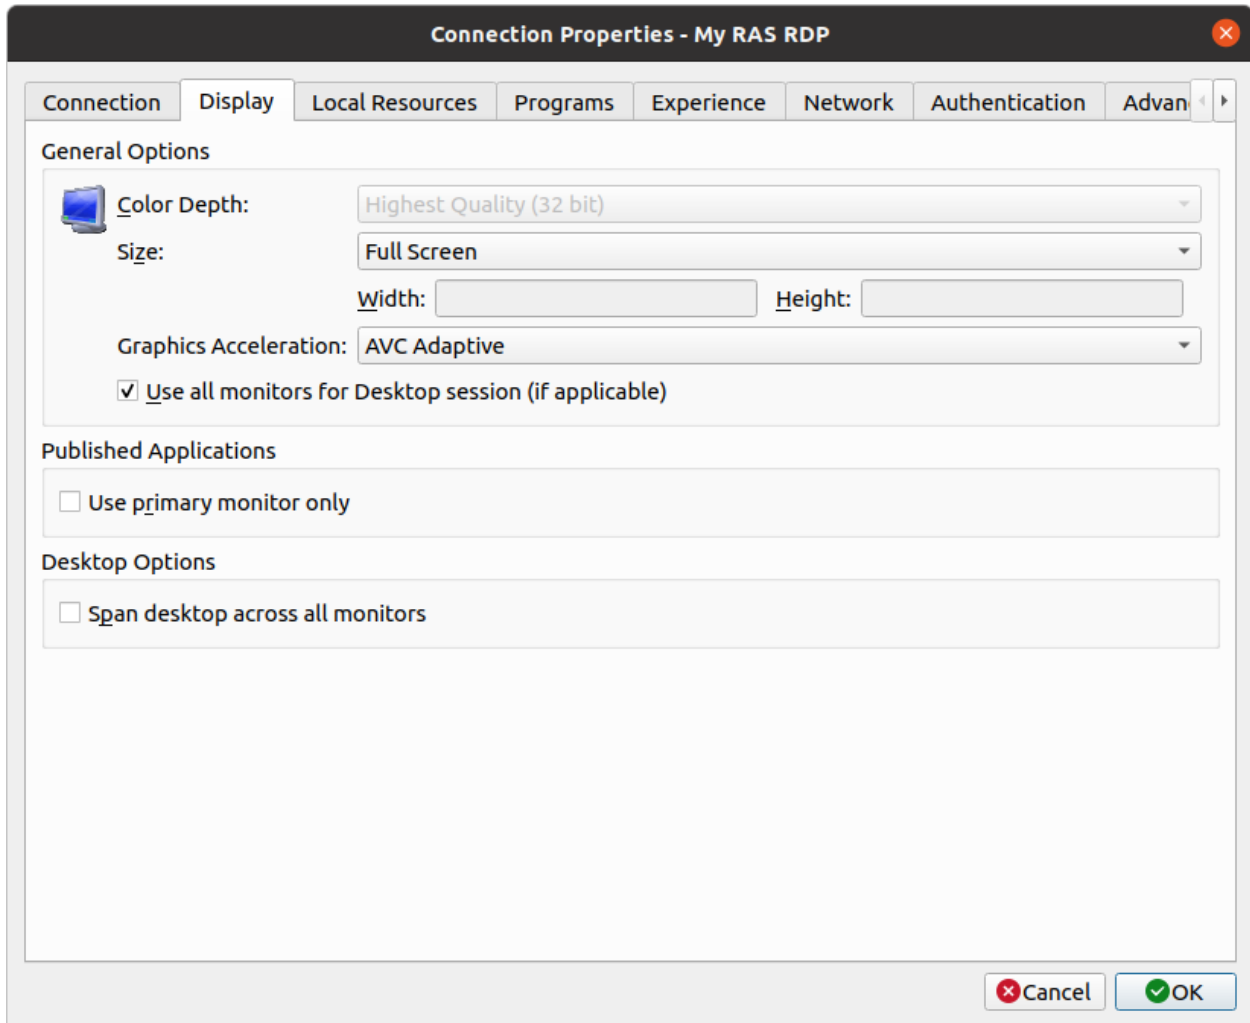 Connection Properties - My RAS RDP
Connection Display Local Resources Programs Experience Network Authentication Advan
General Options
Color Depth: Highest Quality (32 bit)
Size: Full Screen
Width: Height:
Graphics Acceleration: AVC Adaptive
Use all monitors for Desktop session (if applicable)
Published Applications
Use primary monitor only
Desktop Options
Span desktop across all monitors
Cancel OK